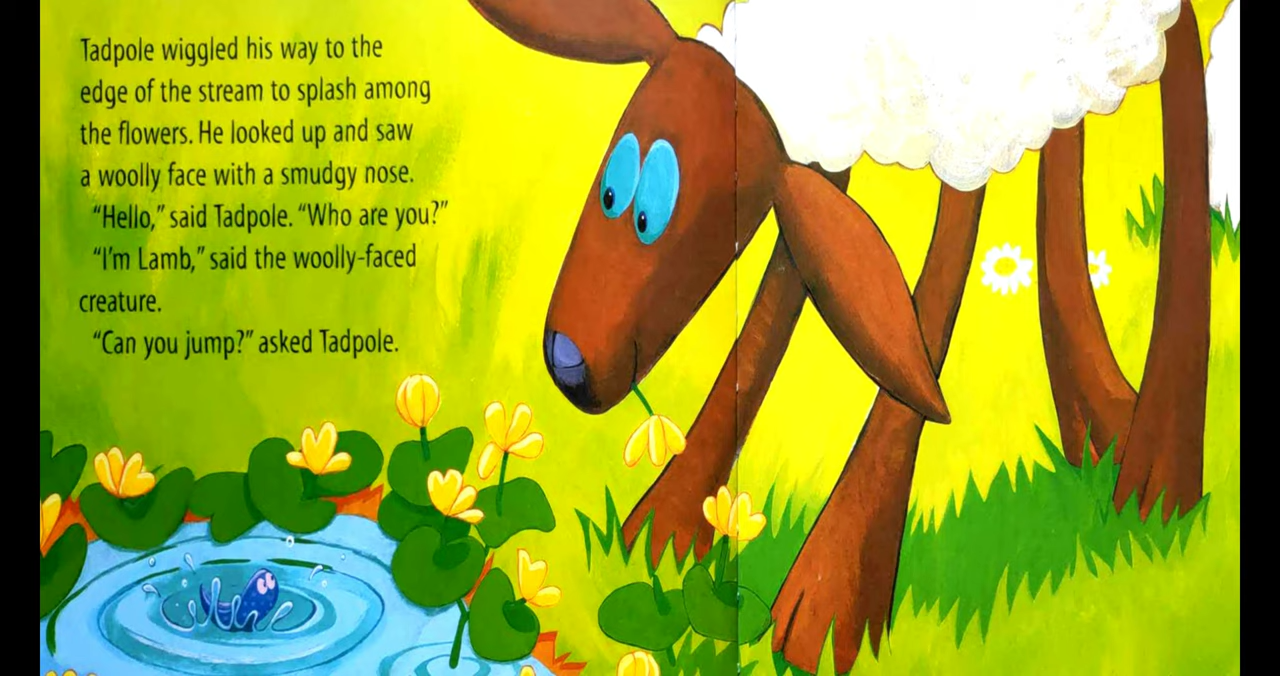 Tadpole wiggled his way to the
edge of the stream to splash among
the flowers. He looked up and saw
a woolly face with a smudgy nose.
“Hello,” said Tadpole. “Who are you?”
“I’m Lamb,” said the woolly-faced
creature.
“Can you jump?” asked Tadpole.